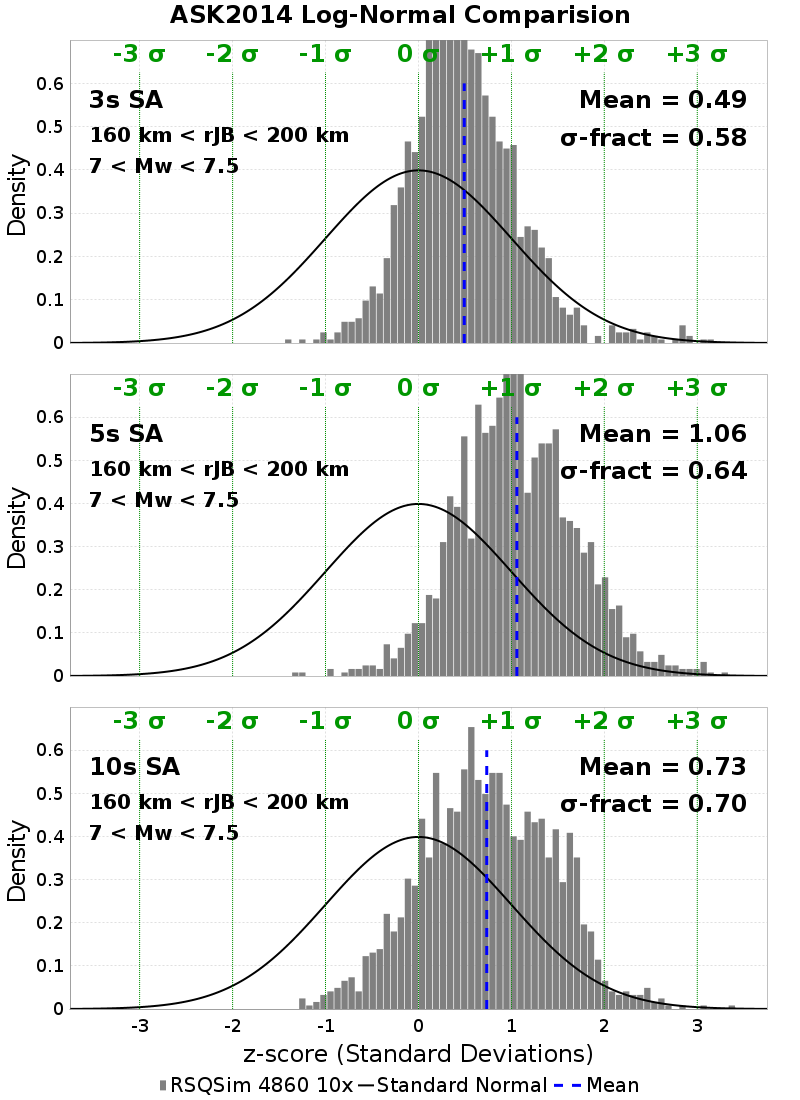 ASK2014 Log-Normal Comparision
-3 σ -2 σ -1 σ 0 σ +1 σ +2 σ +3 σ
0.6
3s SA Mean = 0.49
0.5
160 km < rJB < 200 km σ-fract = 0.58
7 < Mw < 7.5
0.4
0.3
0.2
0.1
0
Density
-3 σ -2 σ -1 σ 0 σ +1 σ +2 σ +3 σ
0.6
5s SA Mean = 1.06
0.5
160 km < rJB < 200 km σ-fract = 0.64
7 < Mw < 7.5
0.4
0.3
0.2
0.1
0
Density
-3 σ -2 σ -1 σ 0 σ +1 σ +2 σ +3 σ
0.6
10s SA Mean = 0.73
0.5
160 km < rJB < 200 km σ-fract = 0.70
7 < Mw < 7.5
0.4
0.3
0.2
0.1
0
Density
-3 -2 -1 0 1 2 3
z-score (Standard Deviations)
RSQSim 4860 10x Standard Normal Mean